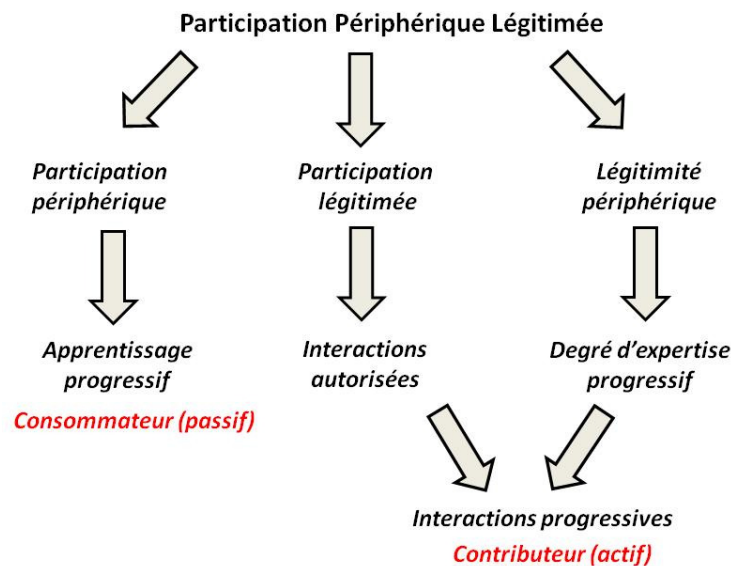 Participation Périphérique Légitimée
Participation
périphérique
Participation
légitimée
Légitimité
périphérique
Apprentissage
progressif
Consommateur (passif)
Interactions
autorisées
Degré d'expertise
progressif
Interactions progressives
Contributeur (actif)